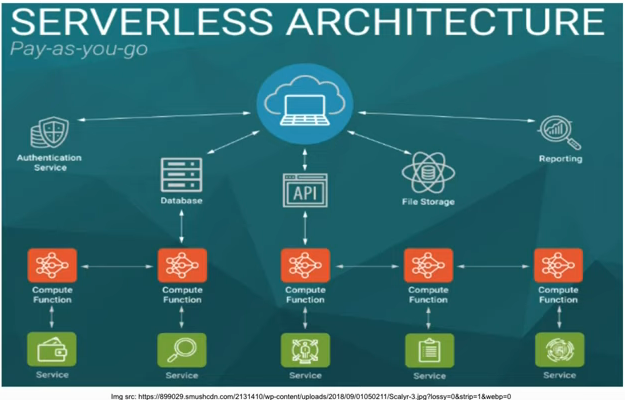 SERVERLESS ARCHITECTURE
Pay-as-you-go
Authentication
Service
Database
API
File Storage
Reporting
Compute
Function
Compute
Function
Compute
Function
Compute
Function
Compute
Function
Service
Service
Service
Service
Service
Img src: https://899029.smushcdn.com/2131410/wp-content/uploads/2018/09/01050211/Scalyr-3.jpg?lossy=0&strip=1&webp=0